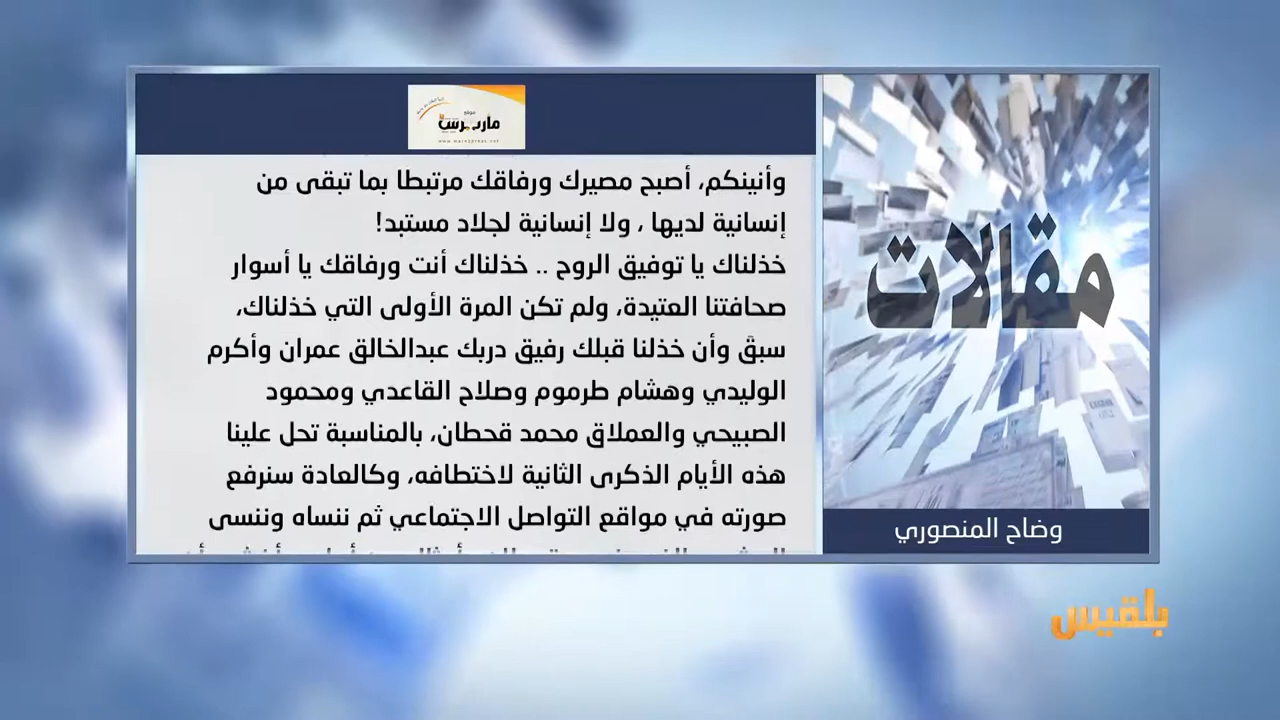 موقع
مارب برس
وأنينكم، أصبح مصيرك ورفاقك مرتبطا بما تبقى من
إنسانية لديها ، ولا إنسانية لجلاد مستبد!
خذلناك يا توفيق الروح .. خذلناك أنت ورفاقك يا أسوار
صحافتنا العتيدة، ولم تكن المرة الأولى التي خذلناك،
سبقَ وأن خذلنا قبلك رفيق دربك عبدالخالق عمران وأكرم
الوليدي وهشام طرموم وصلاح القاعدي ومحمود
الصبيحي والعملاق محمد قحطان، بالمناسبة تحل علينا
هذه الأيام الذكرى الثانية لاختطافه، وكالعادة سنرفع
صورته في مواقع التواصل الاجتماعي ثم ننساه وننسى
مقالات
وضاح المنصوري
بلقيس